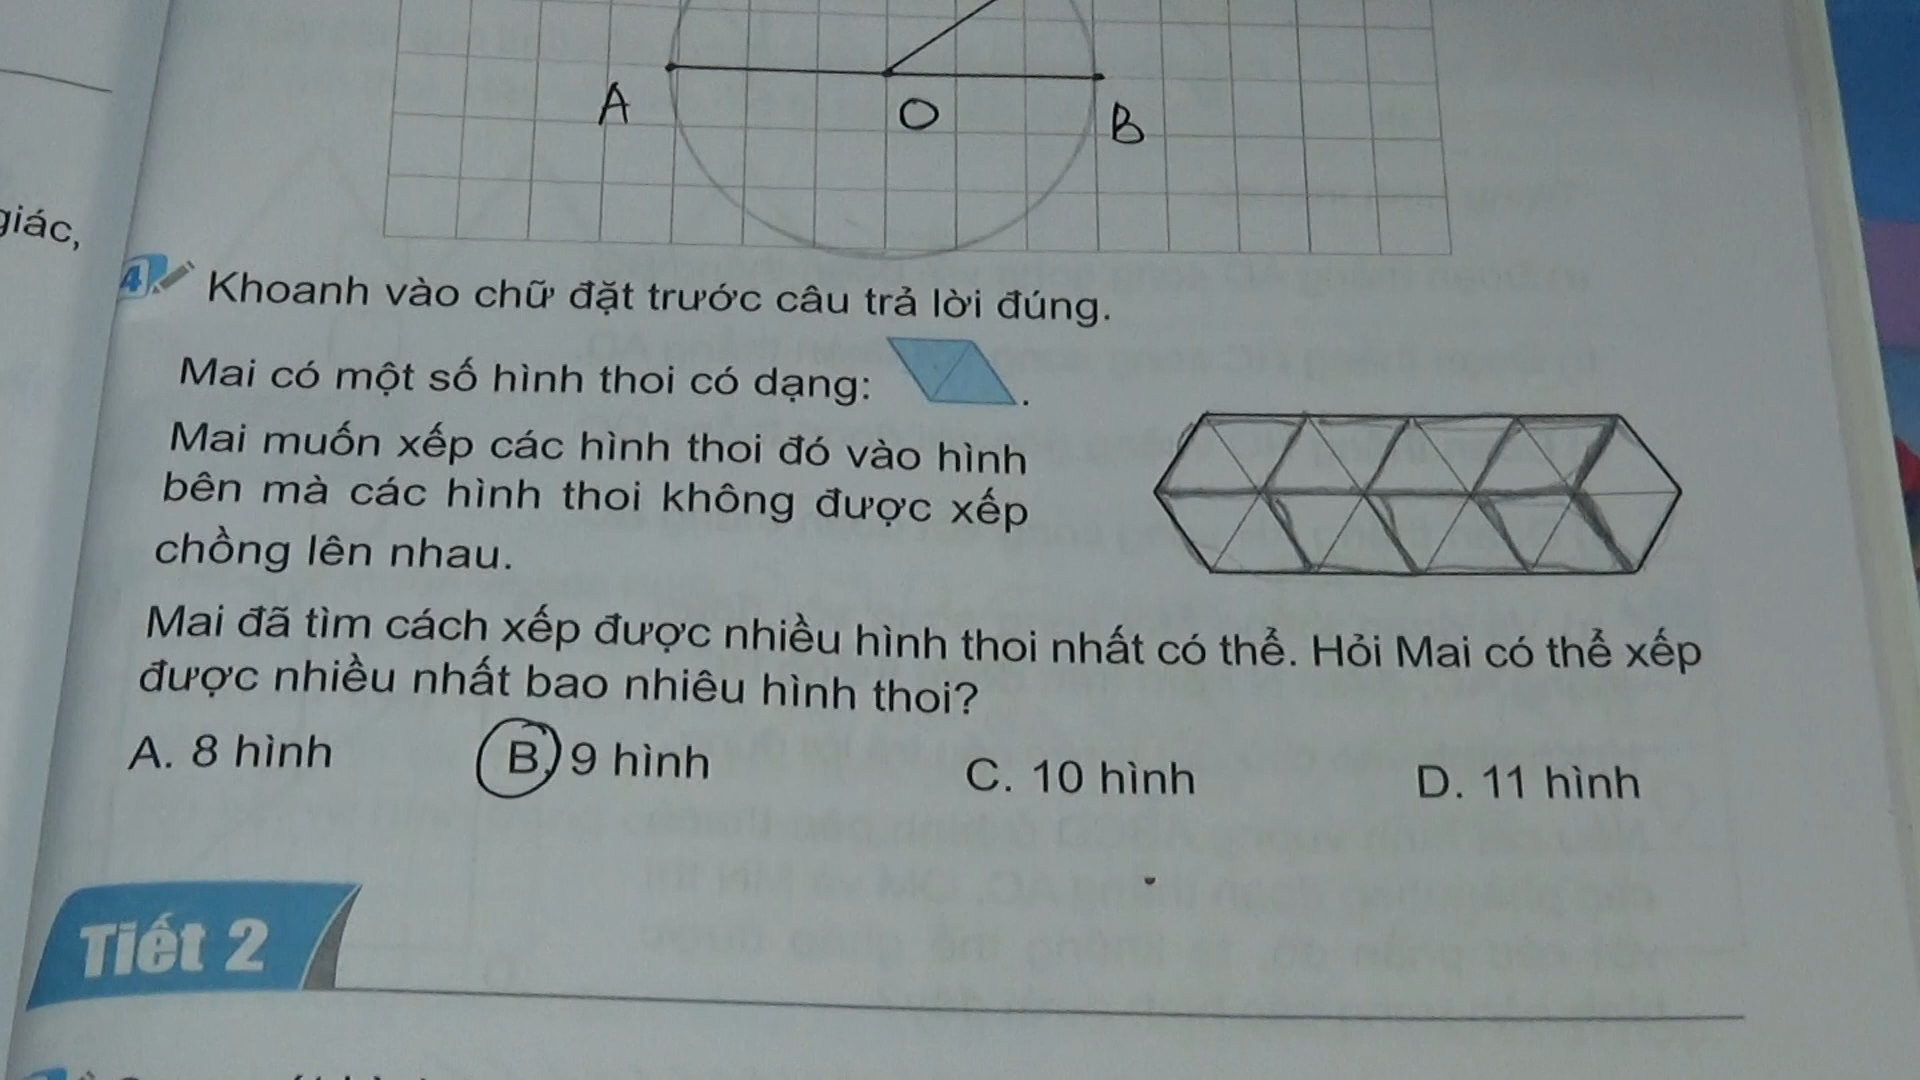 A O B
giác,
4 Khoanh vào chữ đặt trước câu trả lời đúng.
Mai có một số hình thoi có dạng: .
Mai muốn xếp các hình thoi đó vào hình
bên mà các hình thoi không được xếp
chồng lên nhau.
Mai đã tìm cách xếp được nhiều hình thoi nhất có thể. Hỏi Mai có thể xếp
được nhiều nhất bao nhiêu hình thoi?
A. 8 hình B. 9 hình C. 10 hình D. 11 hình
Tiết 2